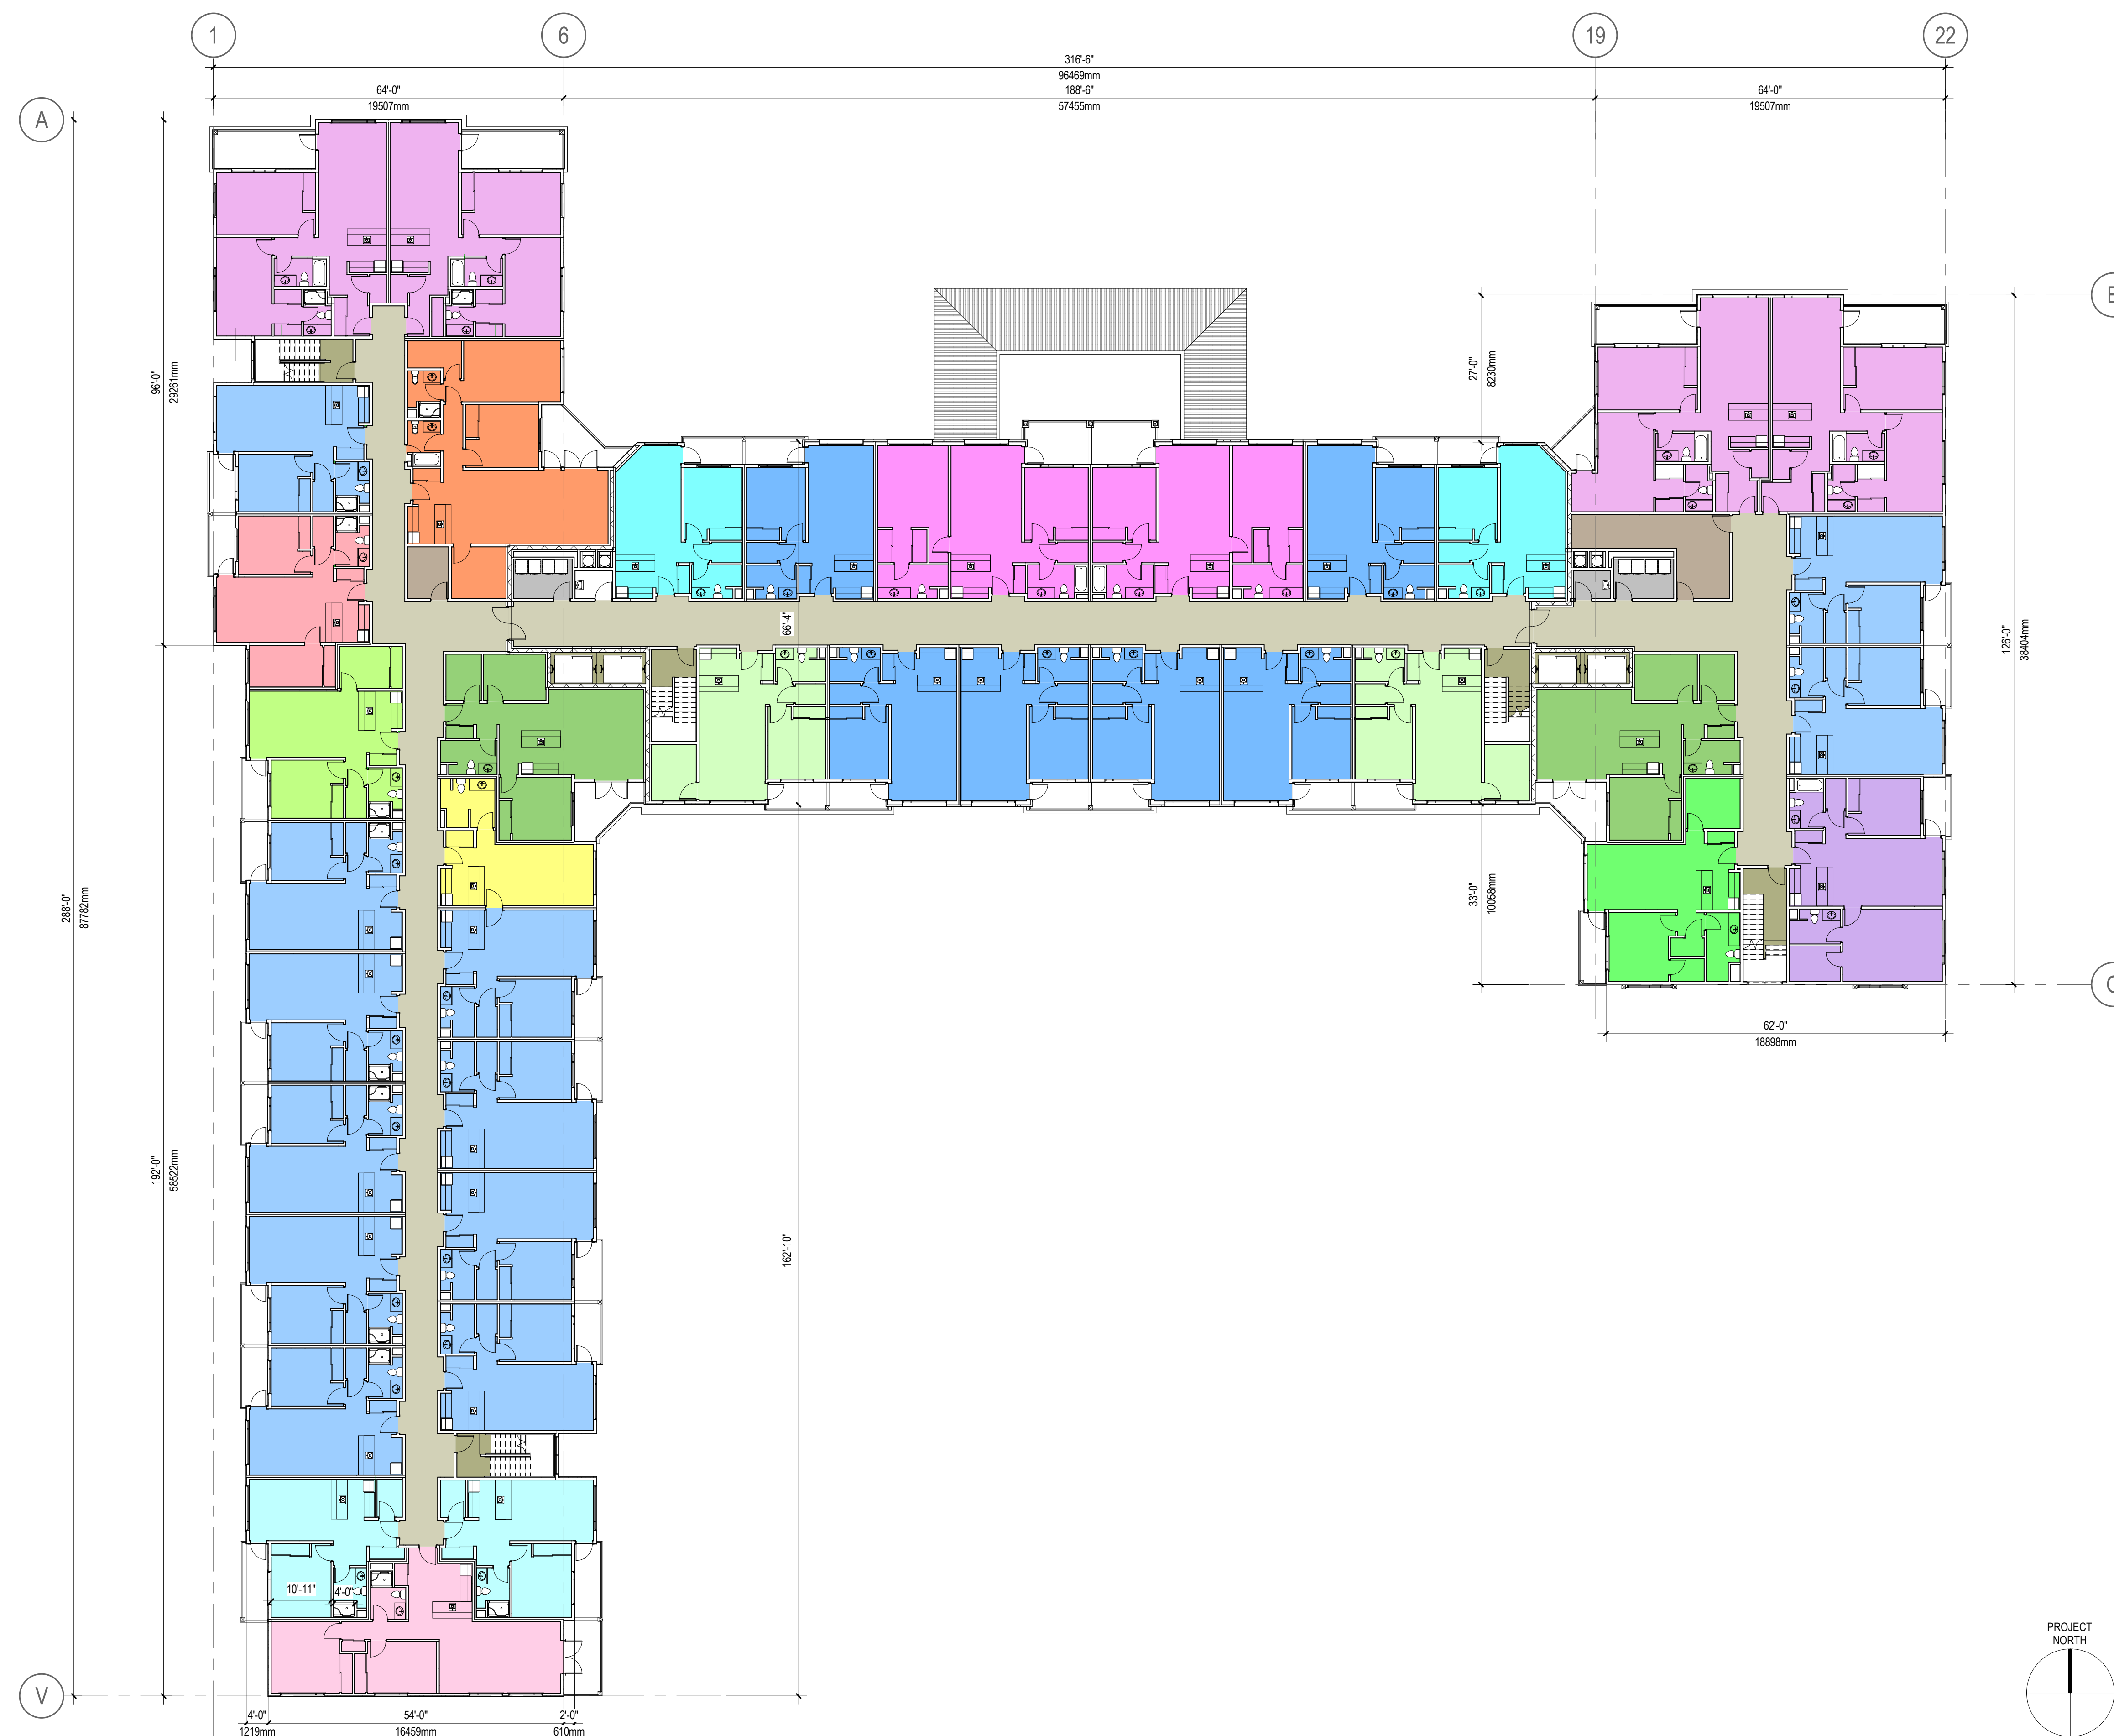 1
6
19
22
316'-6"
96469mm
64'-0"
19507mm
188'-6"
57455mm
64'-0"
19507mm
A
96'-0"
29261mm
27'-0"
8230mm
66'-4"
126'-0"
38404mm
288'-0"
87782mm
33'-0"
10058mm
62'-0"
18898mm
192'-0"
58522mm
162'-10"
10'-11"
4'-0"
PROJECT
NORTH
V
4'-0"
1219mm
54'-0"
16459mm
2'-0"
610mm